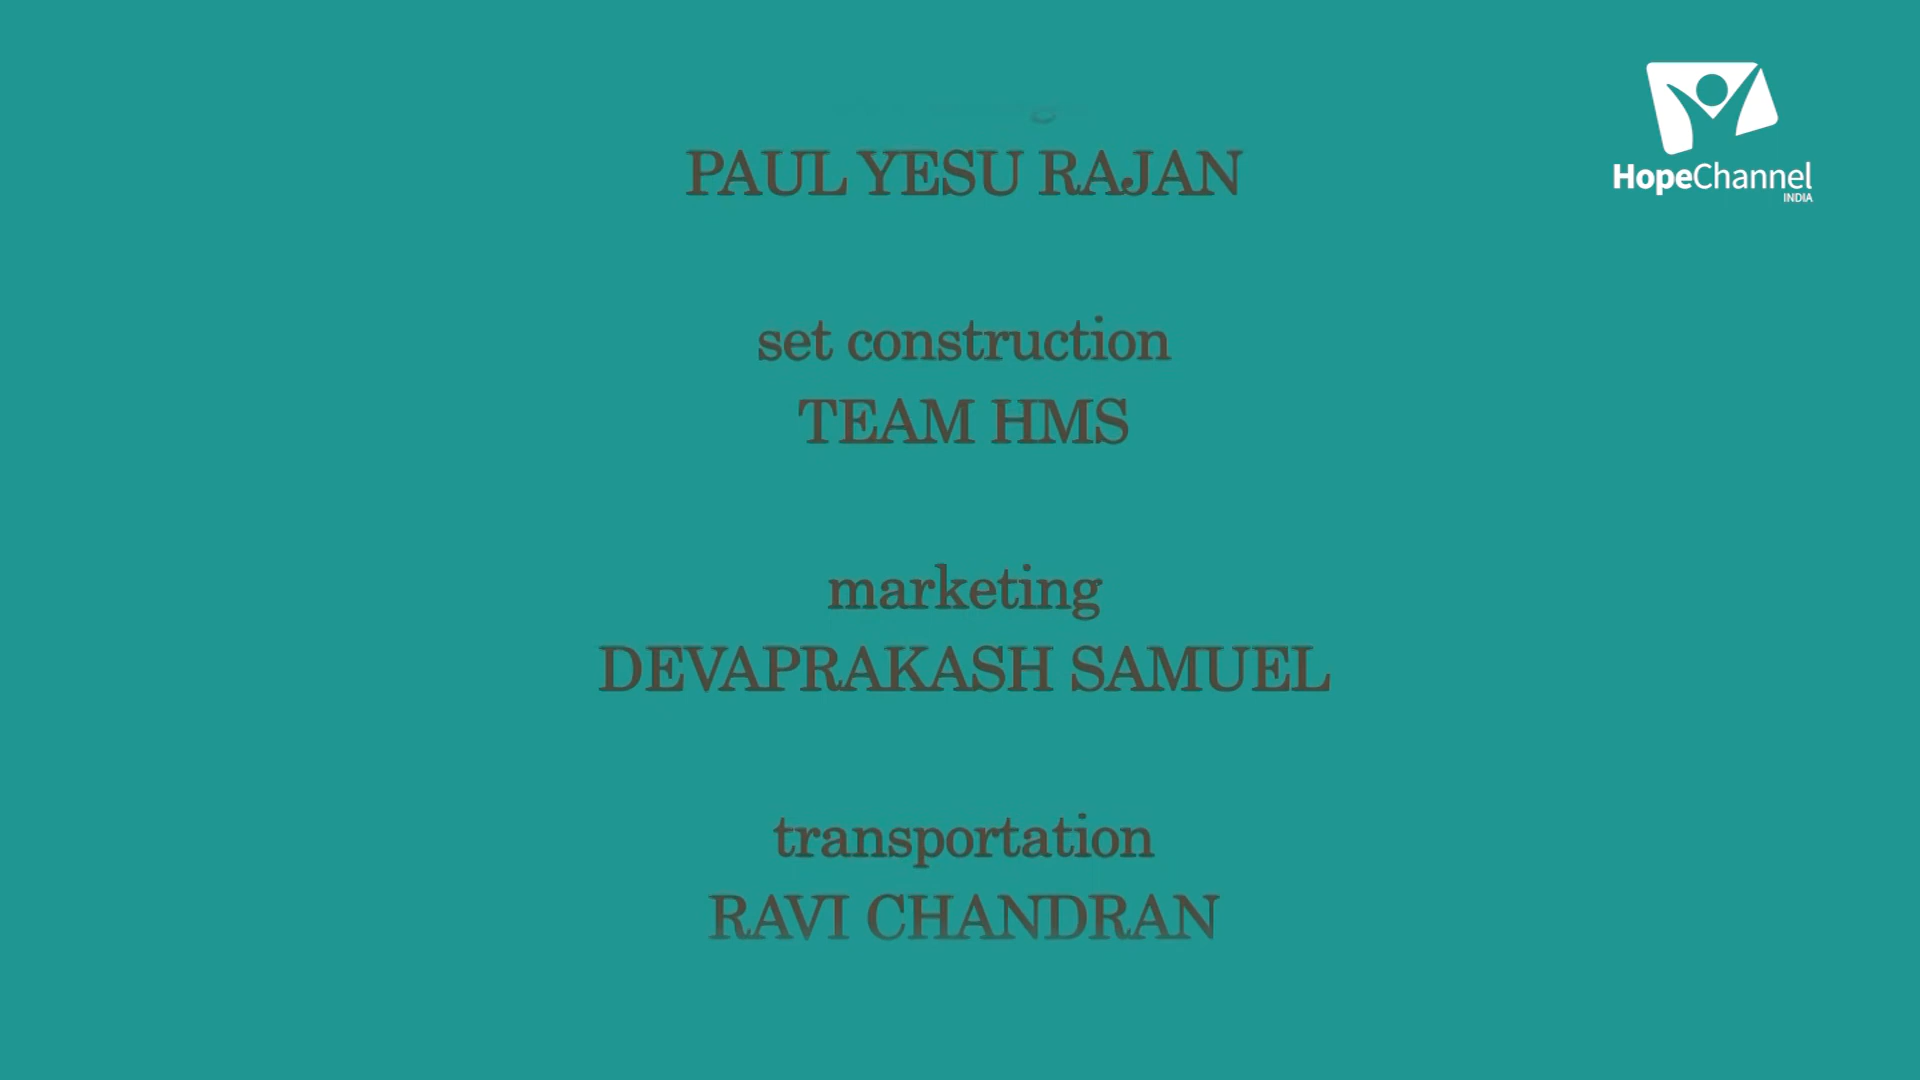 PAUL YESU RAJAN
HopeChannel
INDIA
set construction
TEAM HMS
marketing
DEVAPRAKASH SAMUEL
transportation
RAVI CHANDRAN